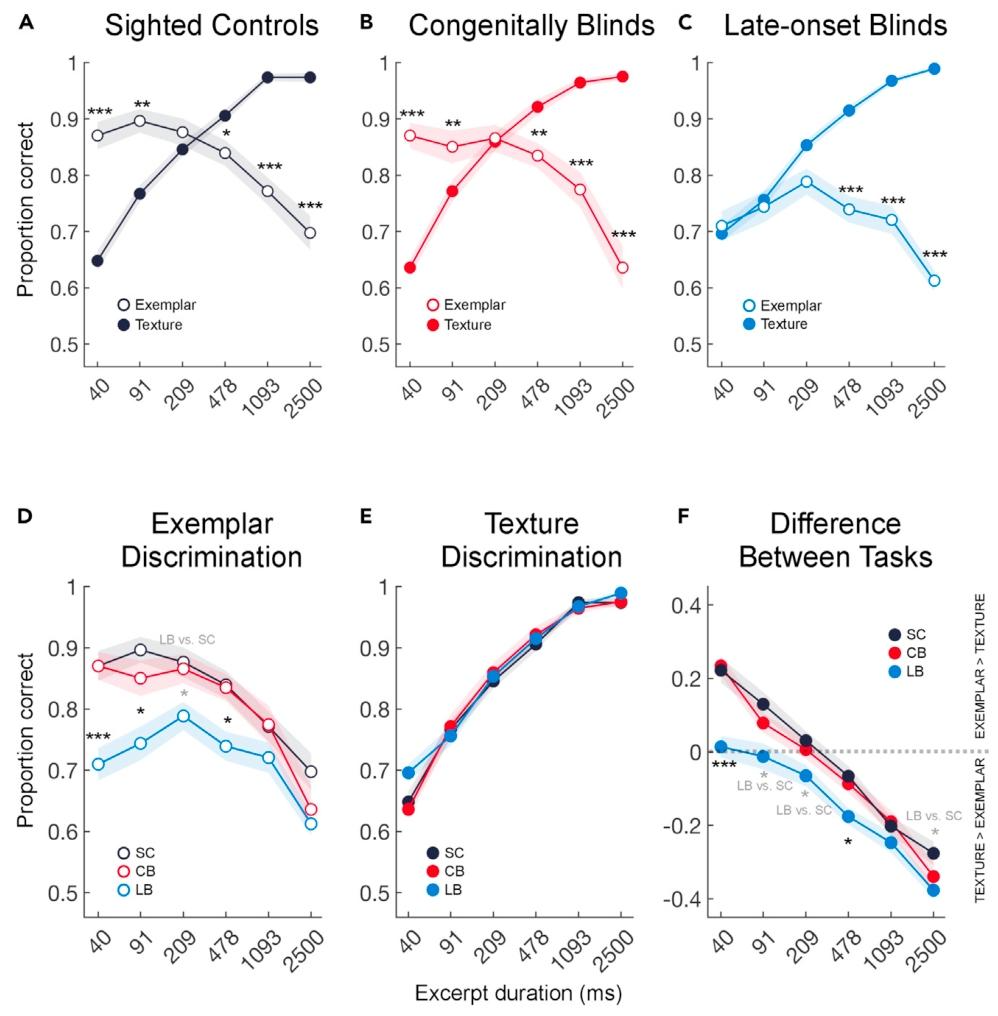 A Sighted Controls
B Congenitally Blinds
C Late-onset Blinds
Proportion correct
1
0.9
0.8
0.7
0.6
0.5
***
**
*
***
***
Exemplar
Texture
40 91 209 478 1093 2500
1
0.9
0.8
0.7
0.6
0.5
***
**
**
***
***
Exemplar
Texture
40 91 209 478 1093 2500
1
0.9
0.8
0.7
0.6
0.5
***
***
***
Exemplar
Texture
40 91 209 478 1093 2500
D Exemplar
Discrimination
Proportion correct
1
0.9
0.8
0.7
0.6
0.5
LB vs. SC
*
***
*
*
SC
CB
LB
40 91 209 478 1093 2500
E Texture
Discrimination
1
0.9
0.8
0.7
0.6
0.5
SC
CB
LB
40 91 209 478 1093 2500
Excerpt duration (ms)
F Difference
Between Tasks
0.4
0.2
0
-0.2
-0.4
SC
CB
LB
***
*
LB vs. SC
*
LB vs. SC
*
LB vs. SC
*
40 91 209 478 1093 2500
EXEMPLAR > TEXTURE
TEXTURE > EXEMPLAR